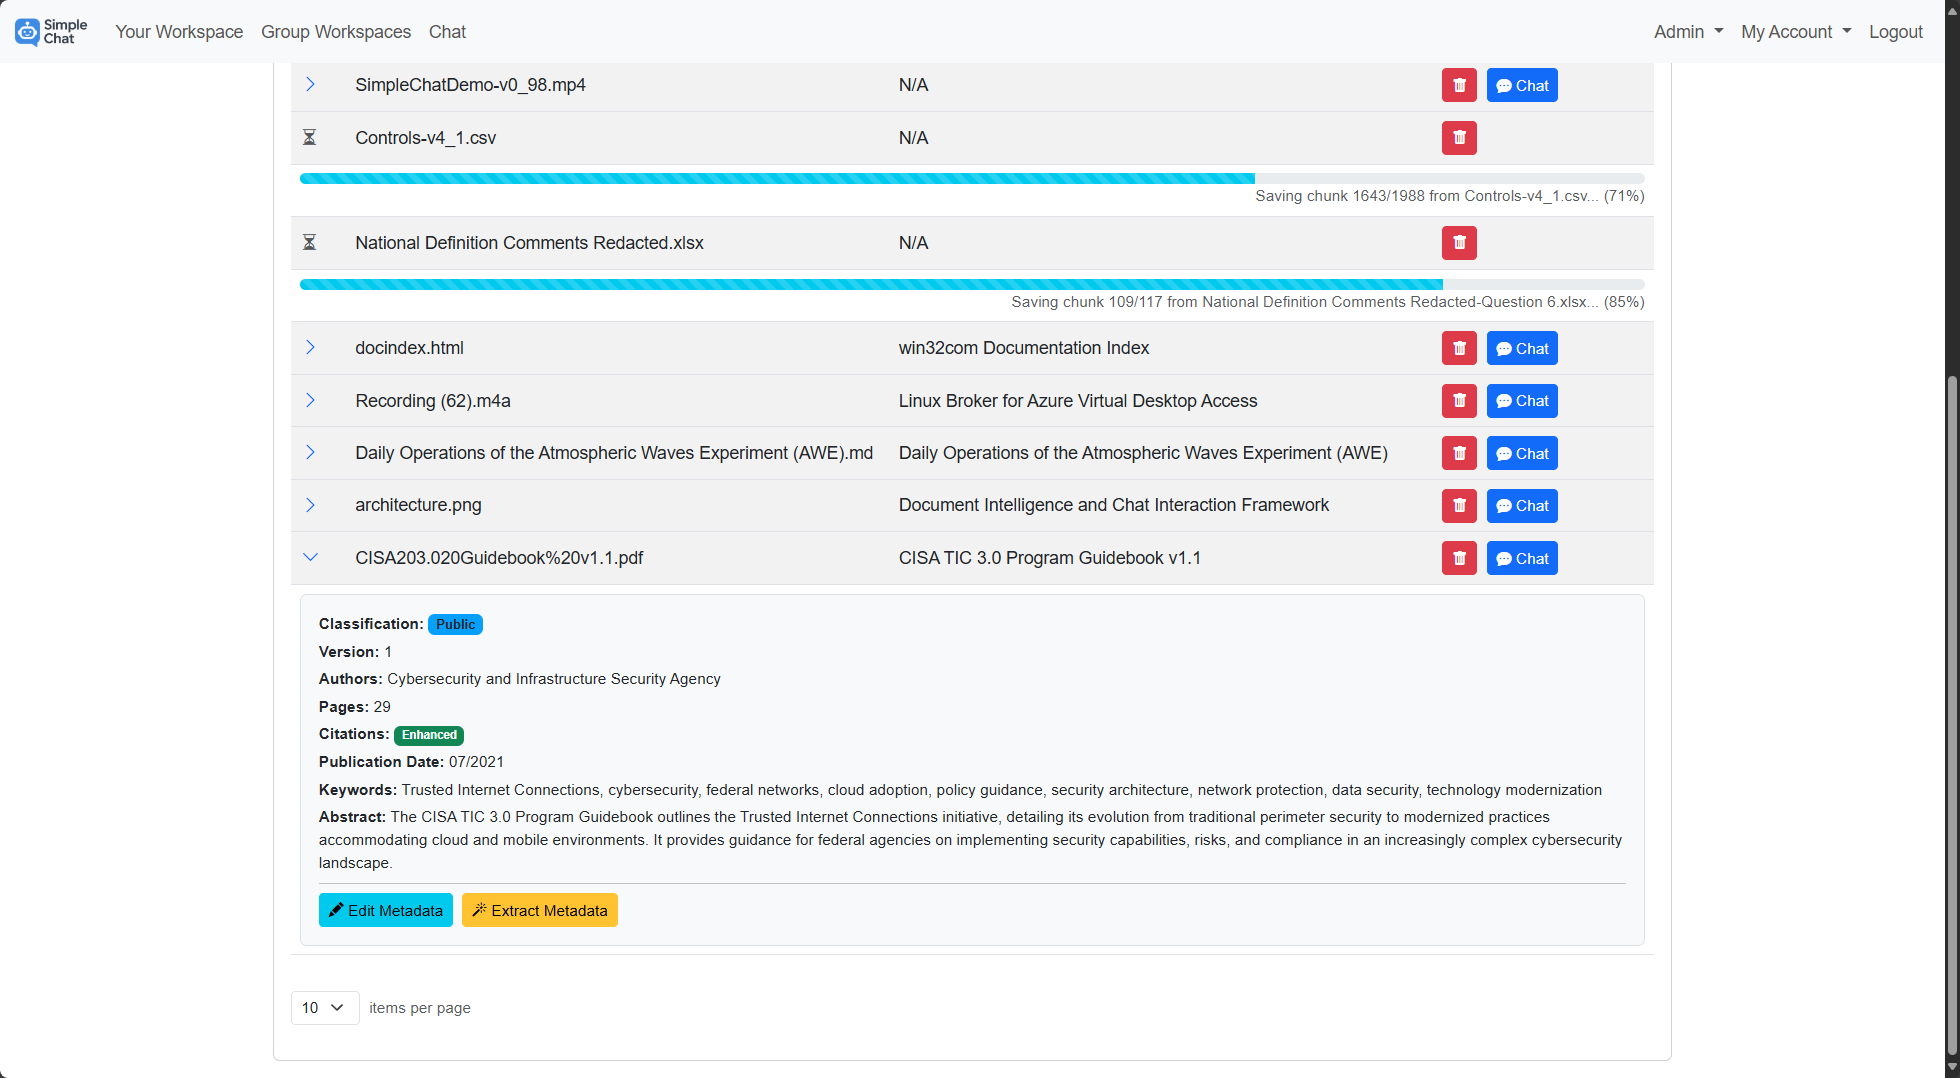 Simple Chat
Your Workspace
Group Workspaces
Chat
Admin
My Account
Logout
SimpleChatDemo-v0_98.mp4 N/A Chat
Controls-v4_1.csv N/A
Saving chunk 1643/1988 from Controls-v4_1.csv... (71%)
National Definition Comments Redacted.xlsx N/A
Saving chunk 109/117 from National Definition Comments Redacted-Question 6.xlsx... (85%)
docindex.html win32com Documentation Index Chat
Recording (62).m4a Linux Broker for Azure Virtual Desktop Access Chat
Daily Operations of the Atmospheric Waves Experiment (AWE).md Daily Operations of the Atmospheric Waves Experiment (AWE) Chat
architecture.png Document Intelligence and Chat Interaction Framework Chat
CISA203.020Guidebook%20v1.1.pdf CISA TIC 3.0 Program Guidebook v1.1 Chat
Classification: Public
Version: 1
Authors: Cybersecurity and Infrastructure Security Agency
Pages: 29
Citations: Enhanced
Publication Date: 07/2021
Keywords: Trusted Internet Connections, cybersecurity, federal networks, cloud adoption, policy guidance, security architecture, network protection, data security, technology modernization
Abstract: The CISA TIC 3.0 Program Guidebook outlines the Trusted Internet Connections initiative, detailing its evolution from traditional perimeter security to modernized practices
accommodating cloud and mobile environments. It provides guidance for federal agencies on implementing security capabilities, risks, and compliance in an increasingly complex cybersecurity
landscape.
Edit Metadata Extract Metadata
10 items per page